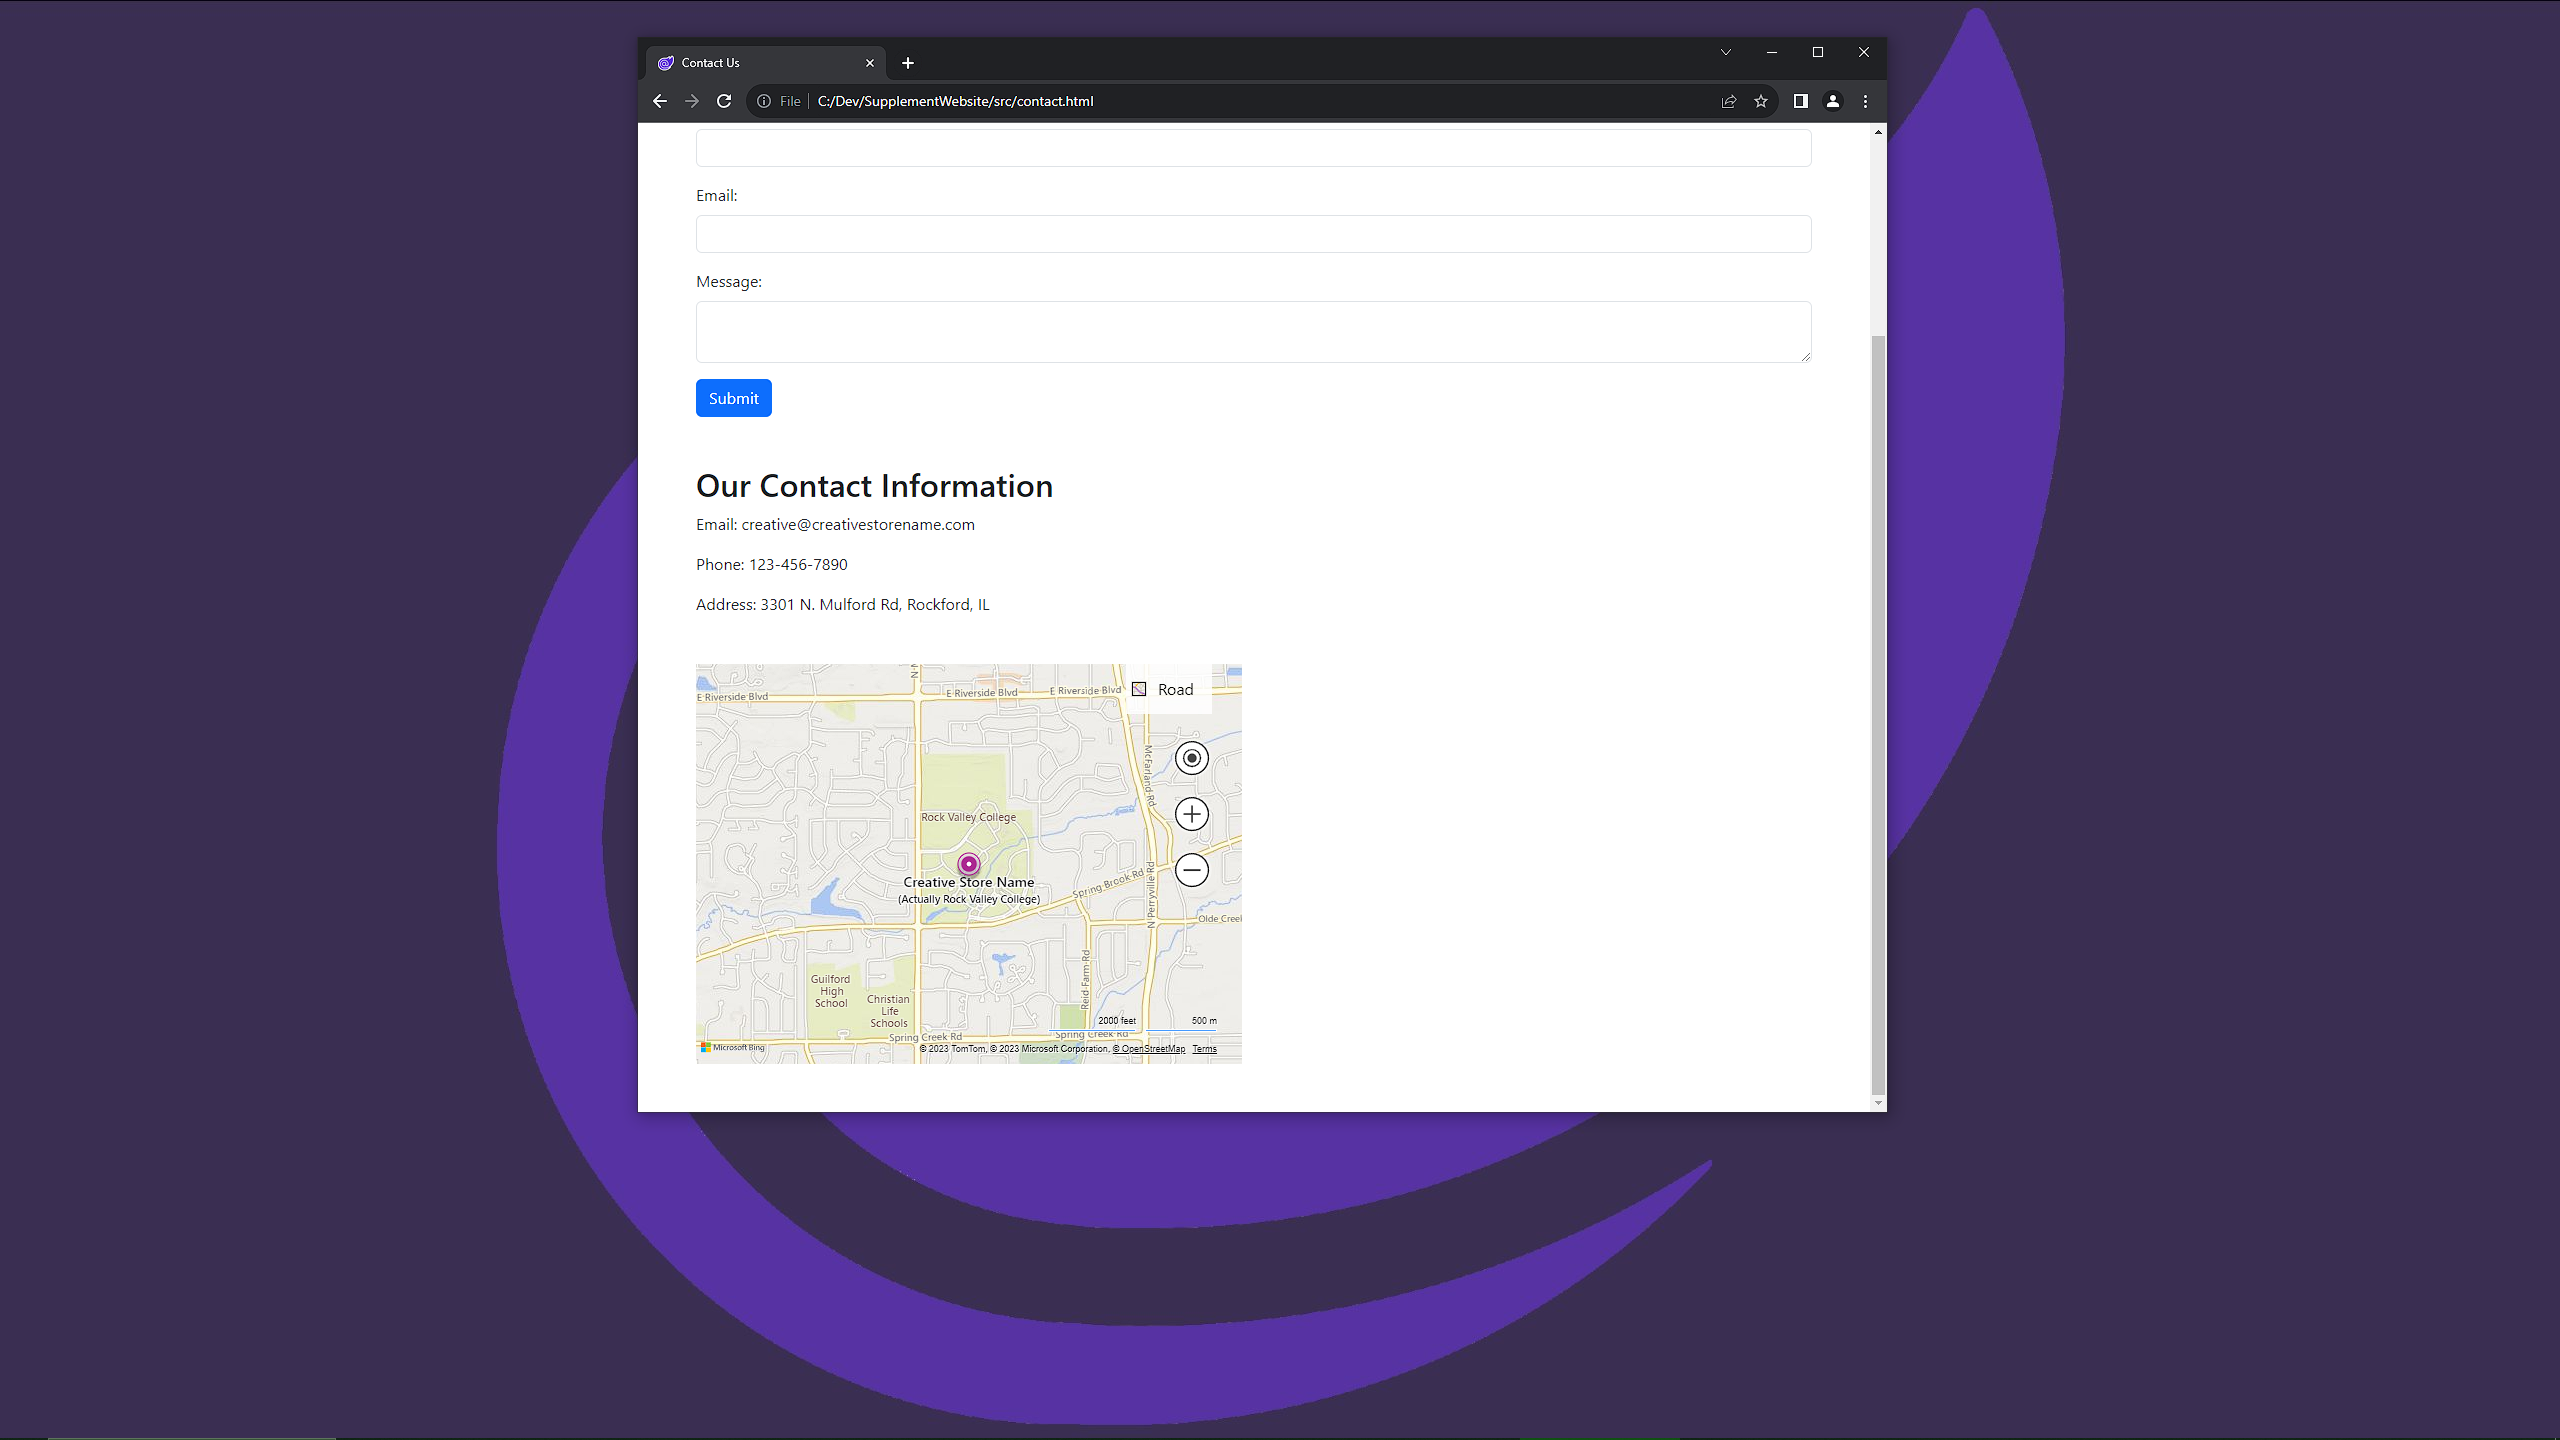 Contact Us
File C:/Dev/SupplementWebsite/src/contact.html
Email:
Message:
Submit
Our Contact Information
Email: creative@creativestorename.com
Phone: 123-456-7890
Address: 3301 N. Mulford Rd, Rockford, IL
Road
E Riverside Blvd
E Riverside Blvd
E Riverside Blvd
N
McFarland Rd
Rock Valley College
Creative Store Name
(Actually Rock Valley College)
Spring Brook Rd
N Perryville Rd
Olde Creek
Reid Farm Rd
Guilford
High
School
Christian
Life
Schools
2000 feet 500 m
Spring Creek Rd
Spring Creek Rd
Microsoft Bing
© 2023 TomTom, © 2023 Microsoft Corporation, © OpenStreetMap Terms